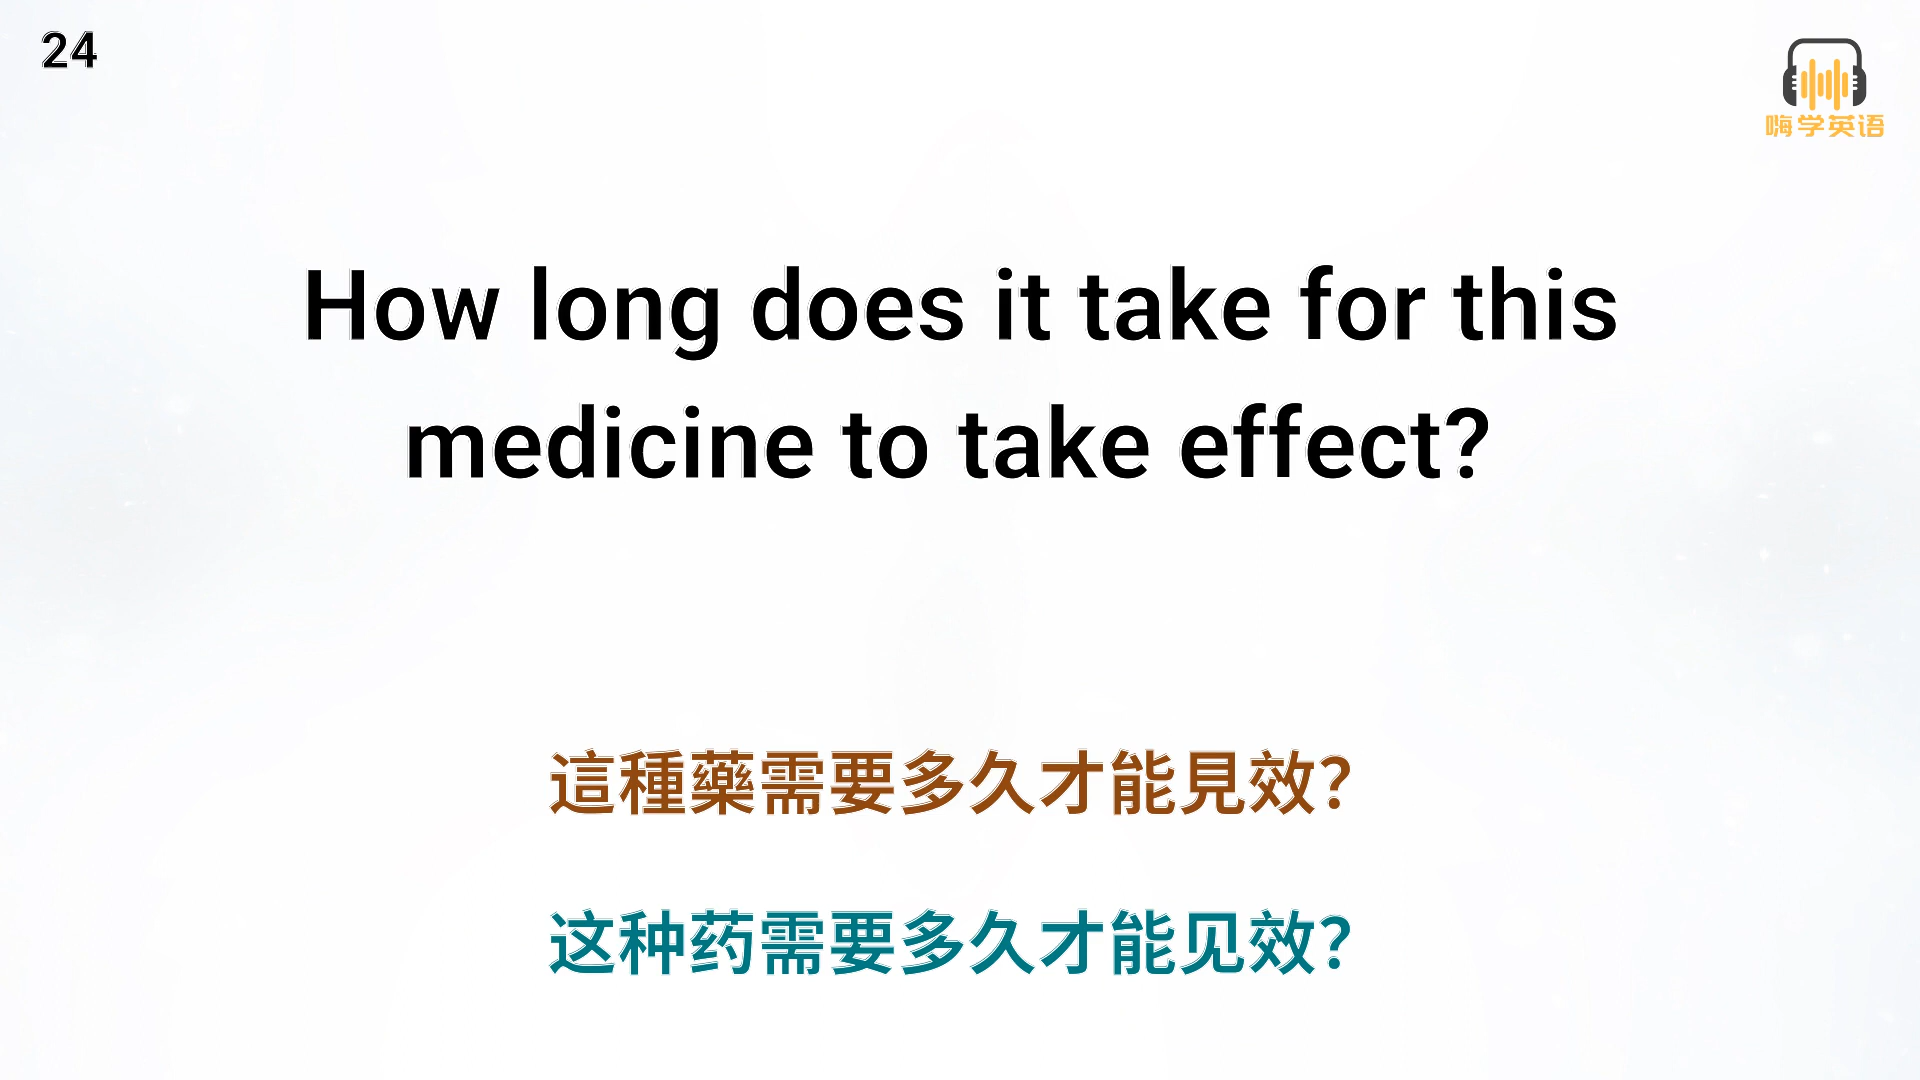 24
嗨学英语
How long does it take for this
medicine to take effect?
這種藥需要多久才能見效?
这种药需要多久才能见效?